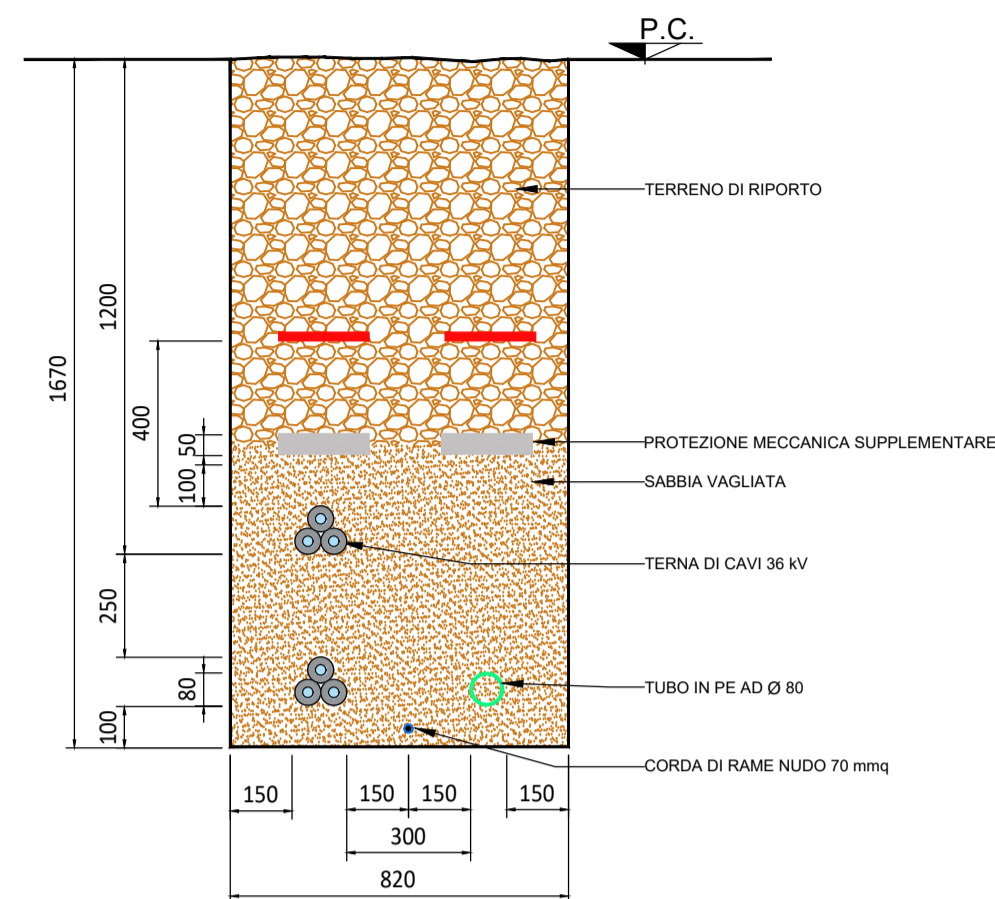 P.C.
TERRENO DI RIPORTO
1200
1670
400
50
PROTEZIONE MECCANICA SUPPLEMENTARE
100
SABBIA VAGLIATA
TERNA DI CAVI 36 kV
250
80
TUBO IN PE AD Ø 80
100
CORDA DI RAME NUDO 70 mmq
150
150
150
150
300
820